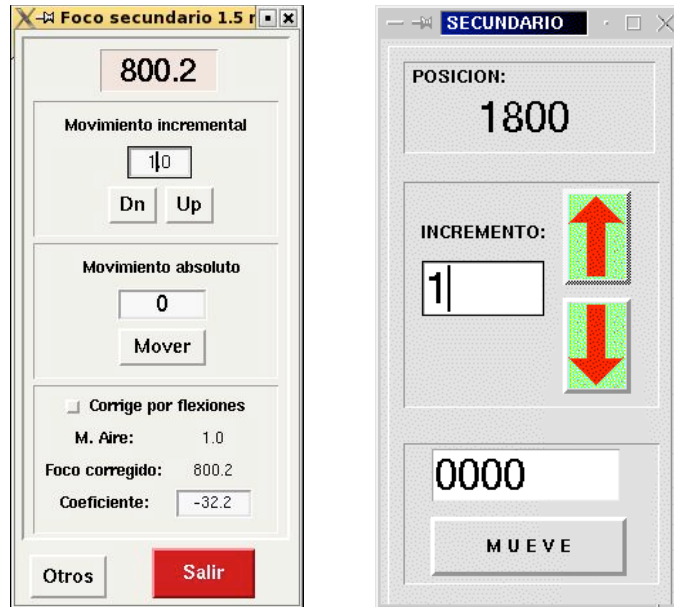 Foco secundario 1.5 r
800.2
Movimiento incremental
1.0
Dn Up
Movimiento absoluto
0
Mover
Corrige por flexiones
M. Aire: 1.0
Foco corregido: 800.2
Coeficiente: -32.2
Otros Salir
SECUNDARIO
POSICION:
1800
INCREMENTO:
1
0000
MUEVE